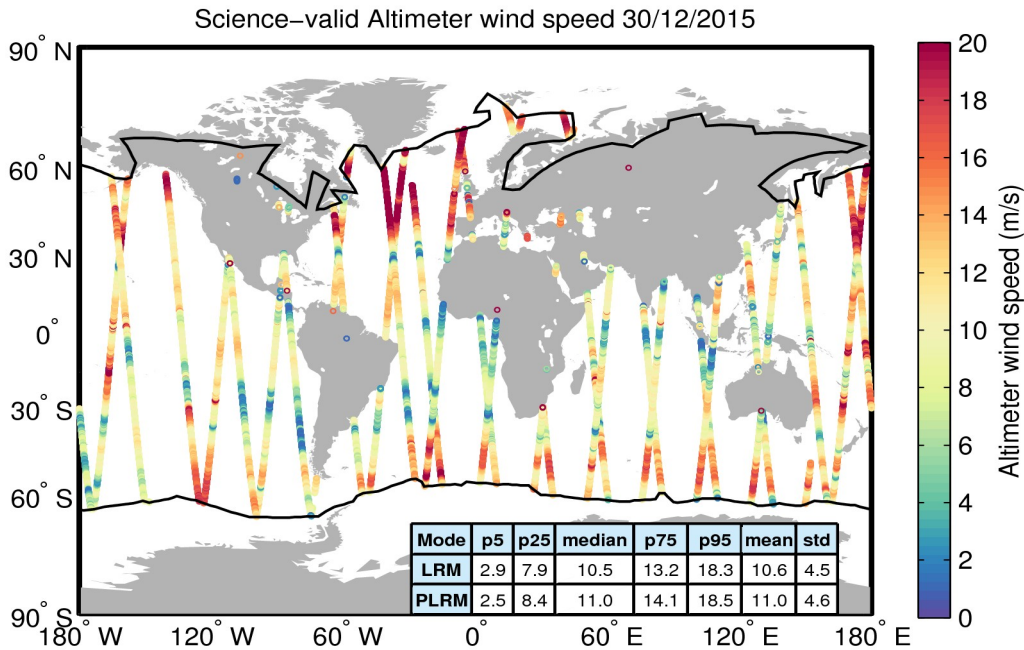 Science−valid Altimeter wind speed 30/12/2015
90° N
60° N
30° N
0°
30° S
60° S
90° S
180° W
120° W
60° W
0°
60° E
120° E
180° E
Mode p5 p25 median p75 p95 mean std
LRM 2.9 7.9 10.5 13.2 18.3 10.6 4.5
PLRM 2.5 8.4 11.0 14.1 18.5 11.0 4.6
20
18
16
14
12
10
8
6
4
2
0
Altimeter wind speed (m/s)